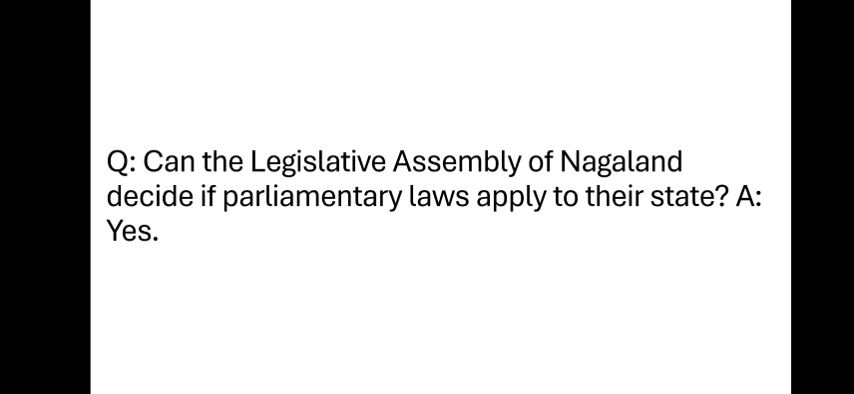 Q: Can the Legislative Assembly of Nagaland
decide if parliamentary laws apply to their state? A:
Yes.